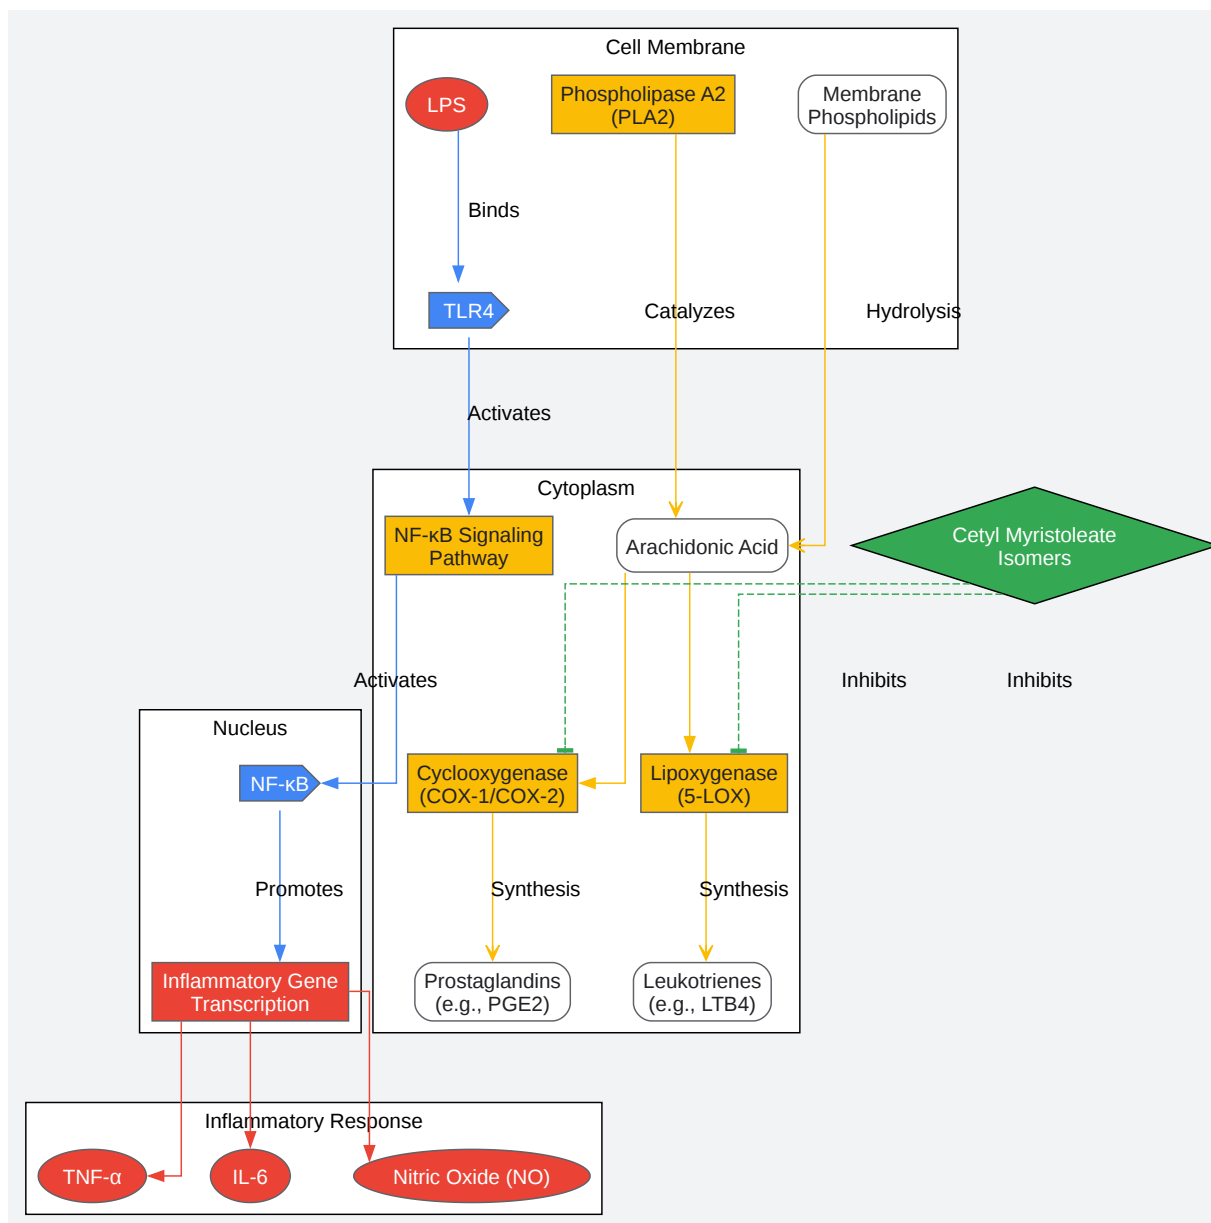 Cell Membrane
LPS
Phospholipase A2
(PLA2)
Membrane
Phospholipids
Binds
TLR4
Catalyzes
Hydrolysis
Activates
Cytoplasm
NF-κB Signaling
Pathway
Arachidonic Acid
Cetyl Myristoleate
Isomers
Activates
Inhibits
Inhibits
Nucleus
NF-κB
Cyclooxygenase
(COX-1/COX-2)
Lipoxygenase
(5-LOX)
Promotes
Synthesis
Synthesis
Inflammatory Gene
Transcription
Prostaglandins
(e.g., PGE2)
Leukotrienes
(e.g., LTB4)
Inflammatory Response
TNF-α
IL-6
Nitric Oxide (NO)